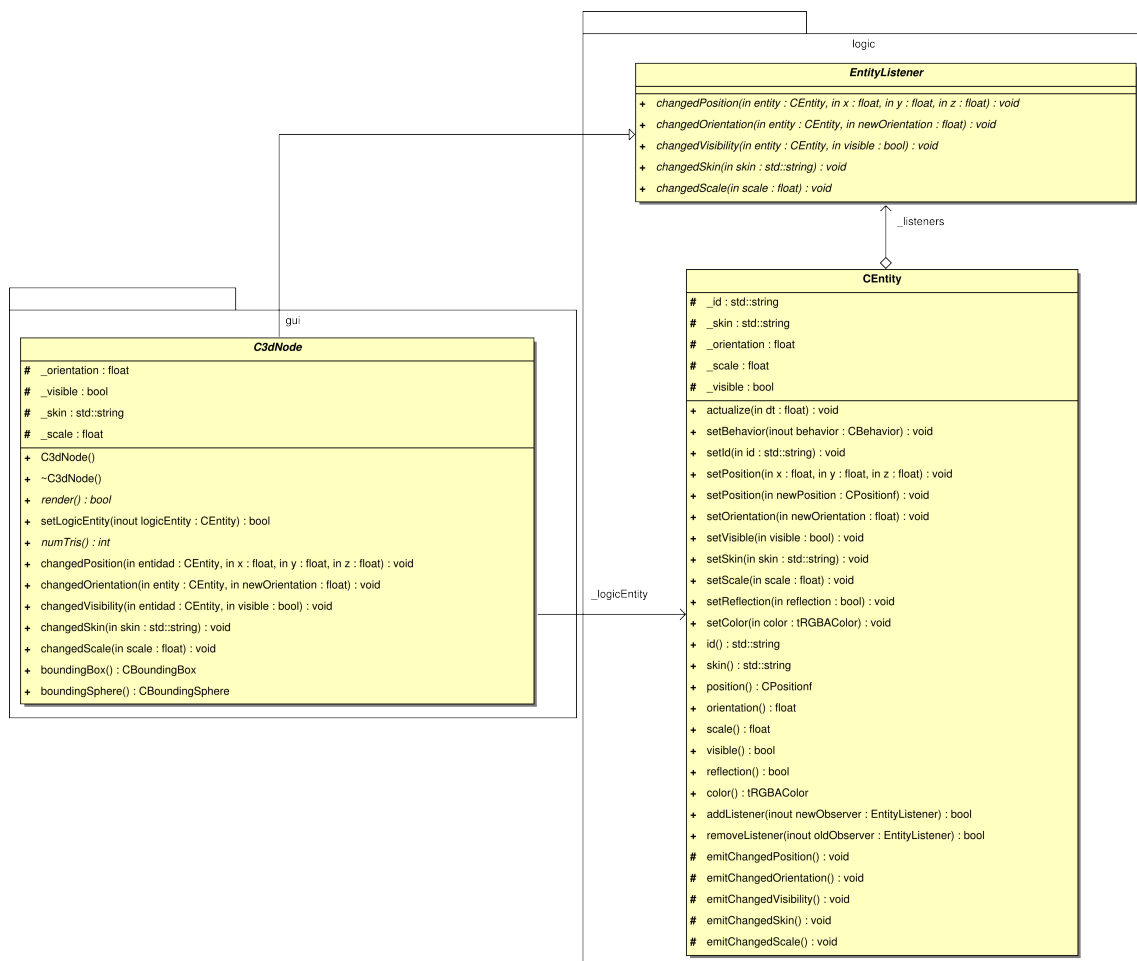 logic
EntityListener
+ changedPosition(in entity : CEntity, in x : float, in y : float, in z : float) : void
+ changedOrientation(in entity : CEntity, in newOrientation : float) : void
+ changedVisibility(in entity : CEntity, in visible : bool) : void
+ changedSkin(in skin : std::string) : void
+ changedScale(in scale : float) : void
_listeners
gui
C3dNode
# _orientation : float
# _visible : bool
# _skin : std::string
# _scale : float
+ C3dNode()
+ ~C3dNode()
+ render() : bool
+ setLogicEntity(inout logicEntity : CEntity) : bool
+ numTris() : int
+ changedPosition(in entidad : CEntity, in x : float, in y : float, in z : float) : void
+ changedOrientation(in entity : CEntity, in newOrientation : float) : void
+ changedVisibility(in entidad : CEntity, in visible : bool) : void
+ changedSkin(in skin : std::string) : void
+ changedScale(in scale : float) : void
+ boundingBox() : CBoundingBox
+ boundingSphere() : CBoundingSphere
_logicEntity
CEntity
# _id : std::string
# _skin : std::string
# _orientation : float
# _scale : float
# _visible : bool
+ actualize(in dt : float) : void
+ setBehavior(inout behavior : CBehavior) : void
+ setId(in id : std::string) : void
+ setPosition(in x : float, in y : float, in z : float) : void
+ setPosition(in newPosition : CPositionf) : void
+ setOrientation(in newOrientation : float) : void
+ setVisible(in visible : bool) : void
+ setSkin(in skin : std::string) : void
+ setScale(in scale : float) : void
+ setReflection(in reflection : bool) : void
+ setColor(in color : tRGBAColor) : void
+ id() : std::string
+ skin() : std::string
+ position() : CPositionf
+ orientation() : float
+ scale() : float
+ visible() : bool
+ reflection() : bool
+ color() : tRGBAColor
+ addListener(inout newObserver : EntityListener) : bool
+ removeListener(inout oldObserver : EntityListener) : bool
# emitChangedPosition() : void
# emitChangedOrientation() : void
# emitChangedVisibility() : void
# emitChangedSkin() : void
# emitChangedScale() : void